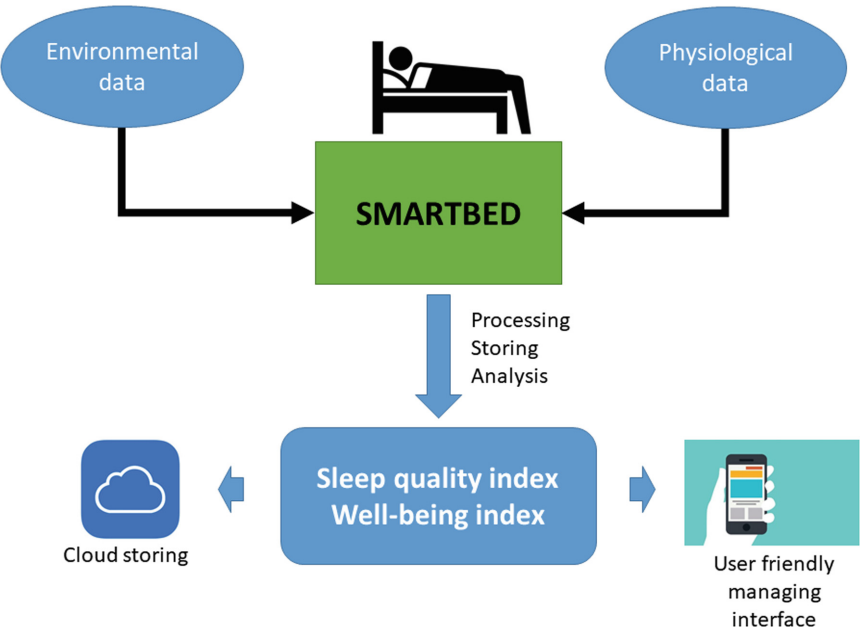 Environmental
data
Physiological
data
SMARTBED
Processing
Storing
Analysis
Sleep quality index
Well-being index
Cloud storing
User friendly
managing
interface